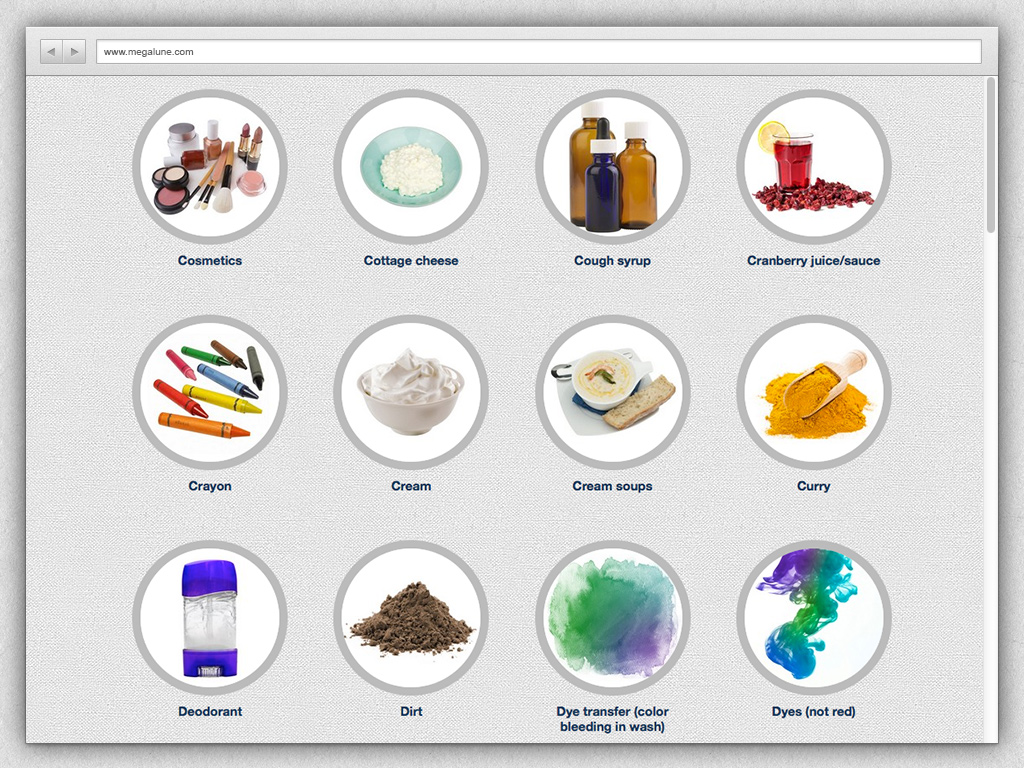 www.megalune.com
Cosmetics
Cottage cheese
Cough syrup
Cranberry juice/sauce
Crayon
Cream
Cream soups
Curry
Deodorant
Dirt
Dye transfer (color
bleeding in wash)
Dyes (not red)